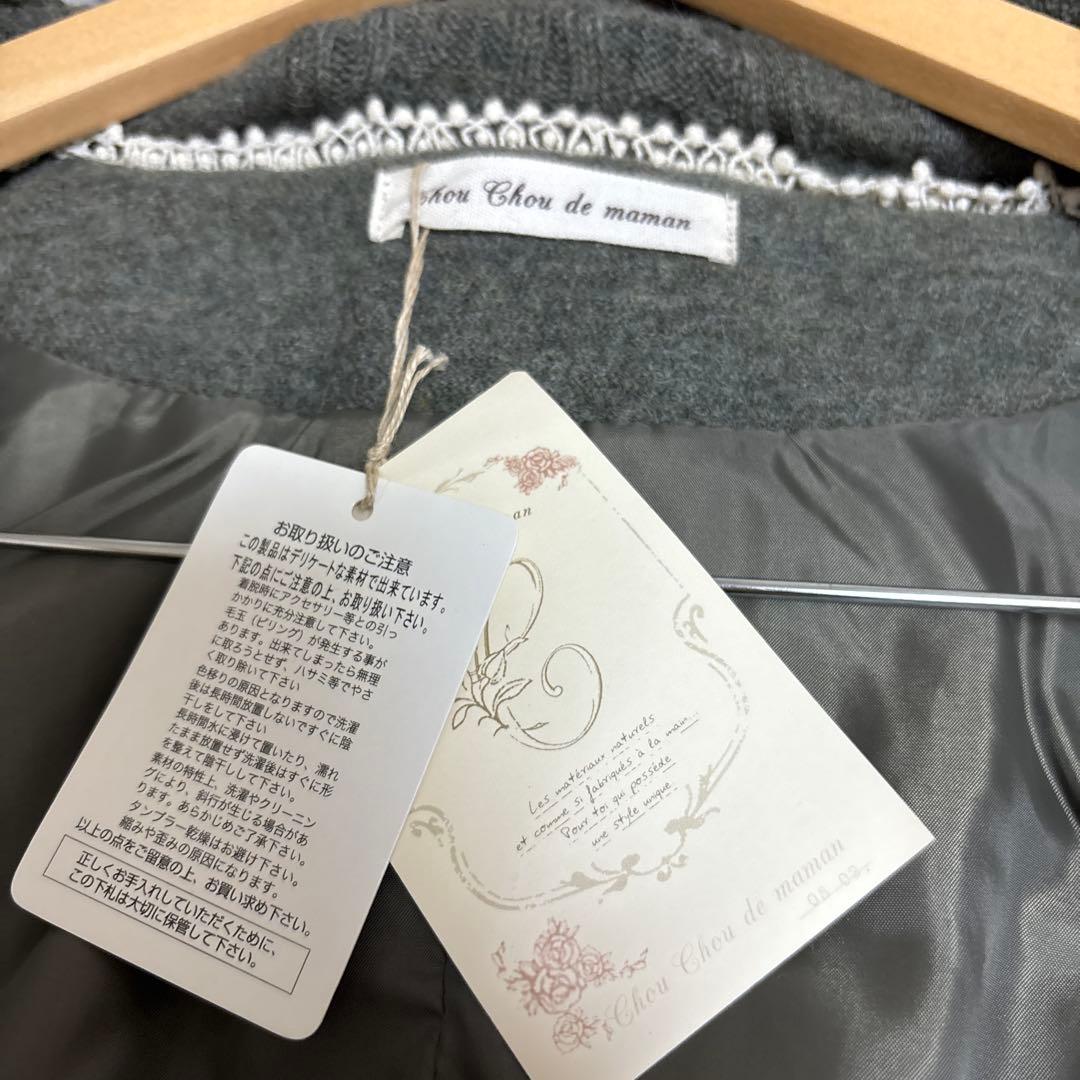 Chou Chou de maman
お取り扱いのご注意
この製品はデリケートな素材で出来ています。
下記の点にご注意の上、お取り扱い下さい。
着脱時にアクセサリー等との引っ
かかりに充分注意して下さい。
毛玉(ピリング)が発生する事が
あります。出来てしまったら無理
に取ろうとせず、ハサミ等でやさ
く取り除いて下さい
色移りの原因となりますので洗濯
後は長時間放置しないですぐに陰
干しをして下さい
長時間水に浸けて置いたり、濡れ
たまま放置せず洗濯後はすぐに形
を整えて陰干しして下さい。
素材の特性上、洗濯やクリーニン
グにより、斜行が生じる場合があ
ります。あらかじめご了承下さい。
タンブラー乾燥はお避け下さい。
縮みや歪みの原因になります。
以上の点をご留意の上、お買い求め下さい。
正しくお手入れしていただくために、
この下札は大切に保管して下さい。
an
Les matériaux naturels
et comme si fabriqués à la main...
Pour toi qui possède
une style unique.
Chou Chou de maman